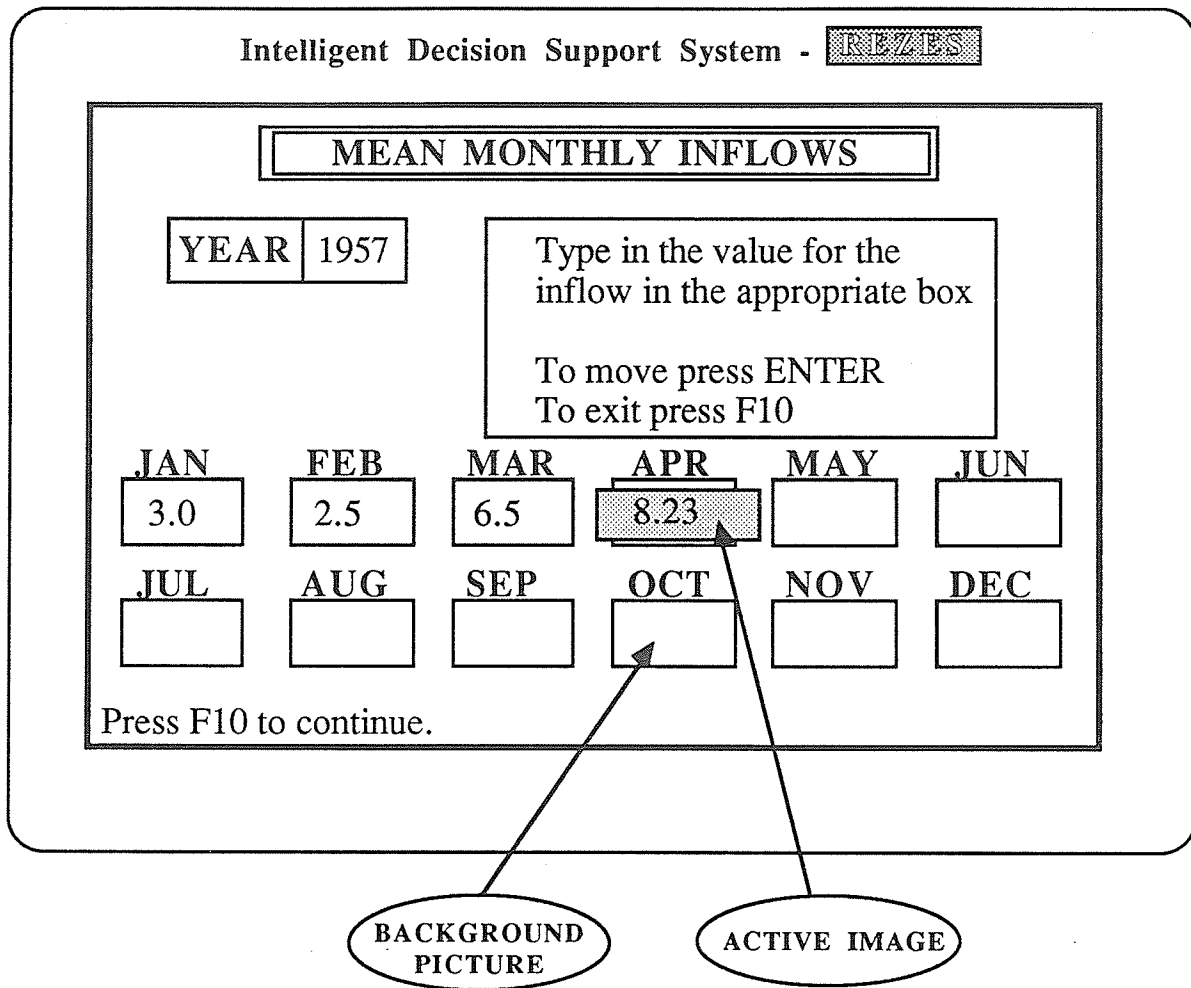 Intelligent Decision Support System - REZES
MEAN MONTHLY INFLOWS
YEAR 1957
Type in the value for the
inflow in the appropriate box
To move press ENTER
To exit press F10
JAN FEB MAR APR MAY JUN
3.0 2.5 6.5 8.23
JUL AUG SEP OCT NOV DEC
Press F10 to continue.
BACKGROUND
PICTURE
ACTIVE IMAGE